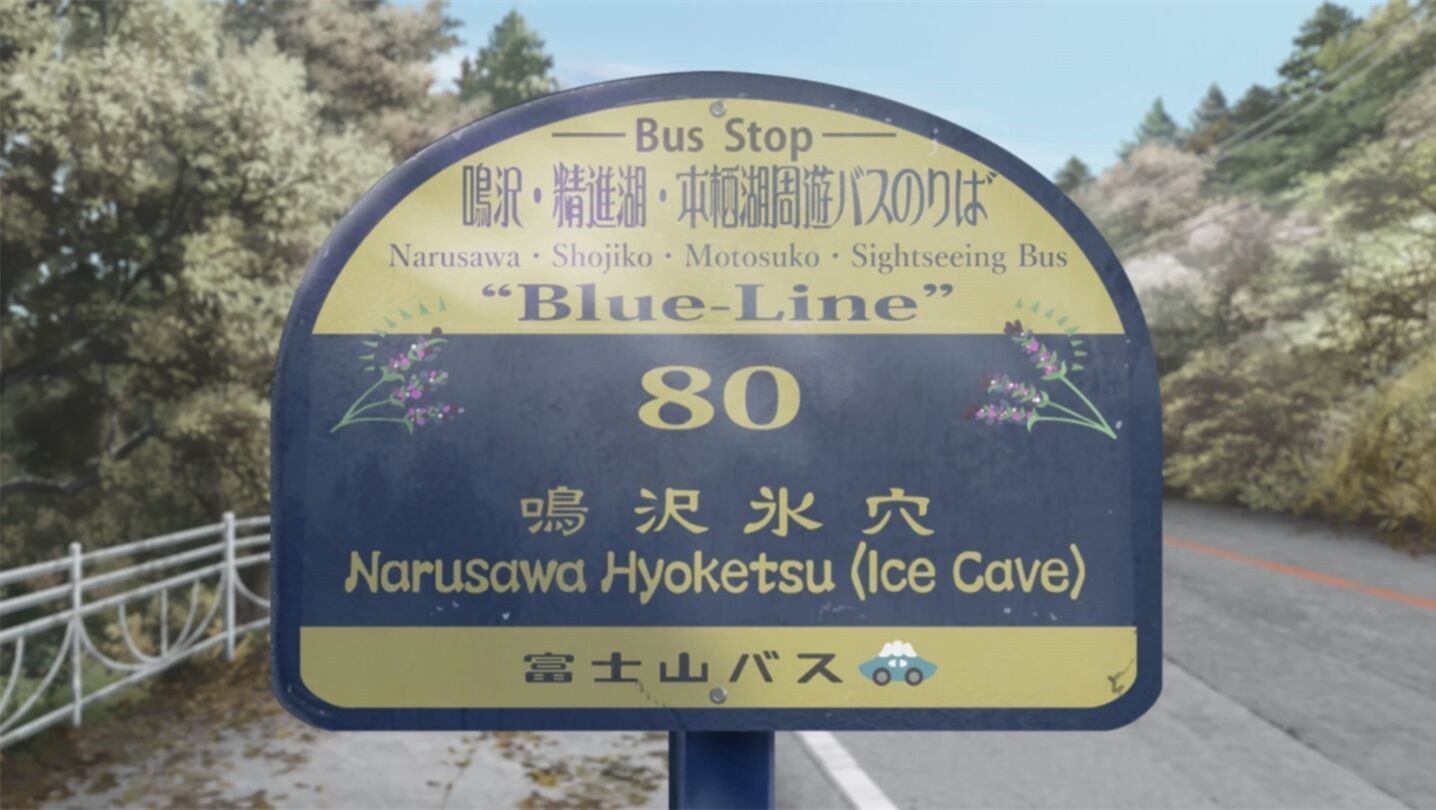 Bus Stop
鳴沢・精進湖・本栖湖周遊バスのりば
Narusawa・Shojiko・Motosuko・Sightseeing Bus
“Blue-Line”
80
鳴沢氷穴
Narusawa Hyoketsu (Ice Cave)
富士山バス